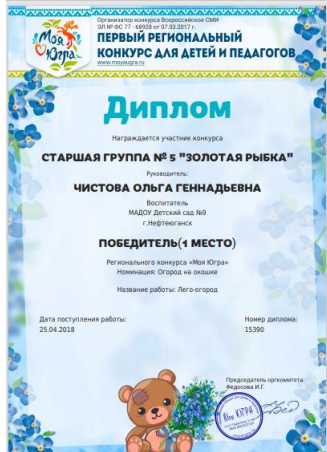 Моя
Югра
Организатор конкурса Всероссийское СМИ
ЭЛ № ФС 77 - 68928 от 07.03.2017 г.
ПЕРВЫЙ РЕГИОНАЛЬНЫЙ
КОНКУРС ДЛЯ ДЕТЕЙ И ПЕДАГОГОВ
www.moyaugra.ru
Диплом
Награждается участник конкурса
СТАРШАЯ ГРУППА № 5 "ЗОЛОТАЯ РЫБКА"
Руководитель:
ЧИСТОВА ОЛЬГА ГЕННАДЬЕВНА
Воспитатель
МАДОУ Детский сад №9
г.Нефтеюганск
ПОБЕДИТЕЛЬ(1 МЕСТО)
Регионального конкурса «Моя Югра»
Номинация: Огород на окошке
Название работы: Лего-огород
Дата поступления работы:
25.04.2018
Номер диплома:
15390
Председатель оргкомитета
Федосова И.Г.
ЮГРА